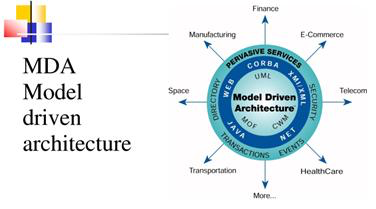 MDA
Model
driven
architecture
Finance
Manufacturing
E-Commerce
PERVASIVE SERVICES
CORBA
XMI/XML
WEB
UML
DIRECTORY
SECURITY
Space
Telecom
Model Driven
Architecture
MOF
CWM
JAVA
.NET
TRANSACTIONS
EVENTS
Transportation
HealthCare
More...